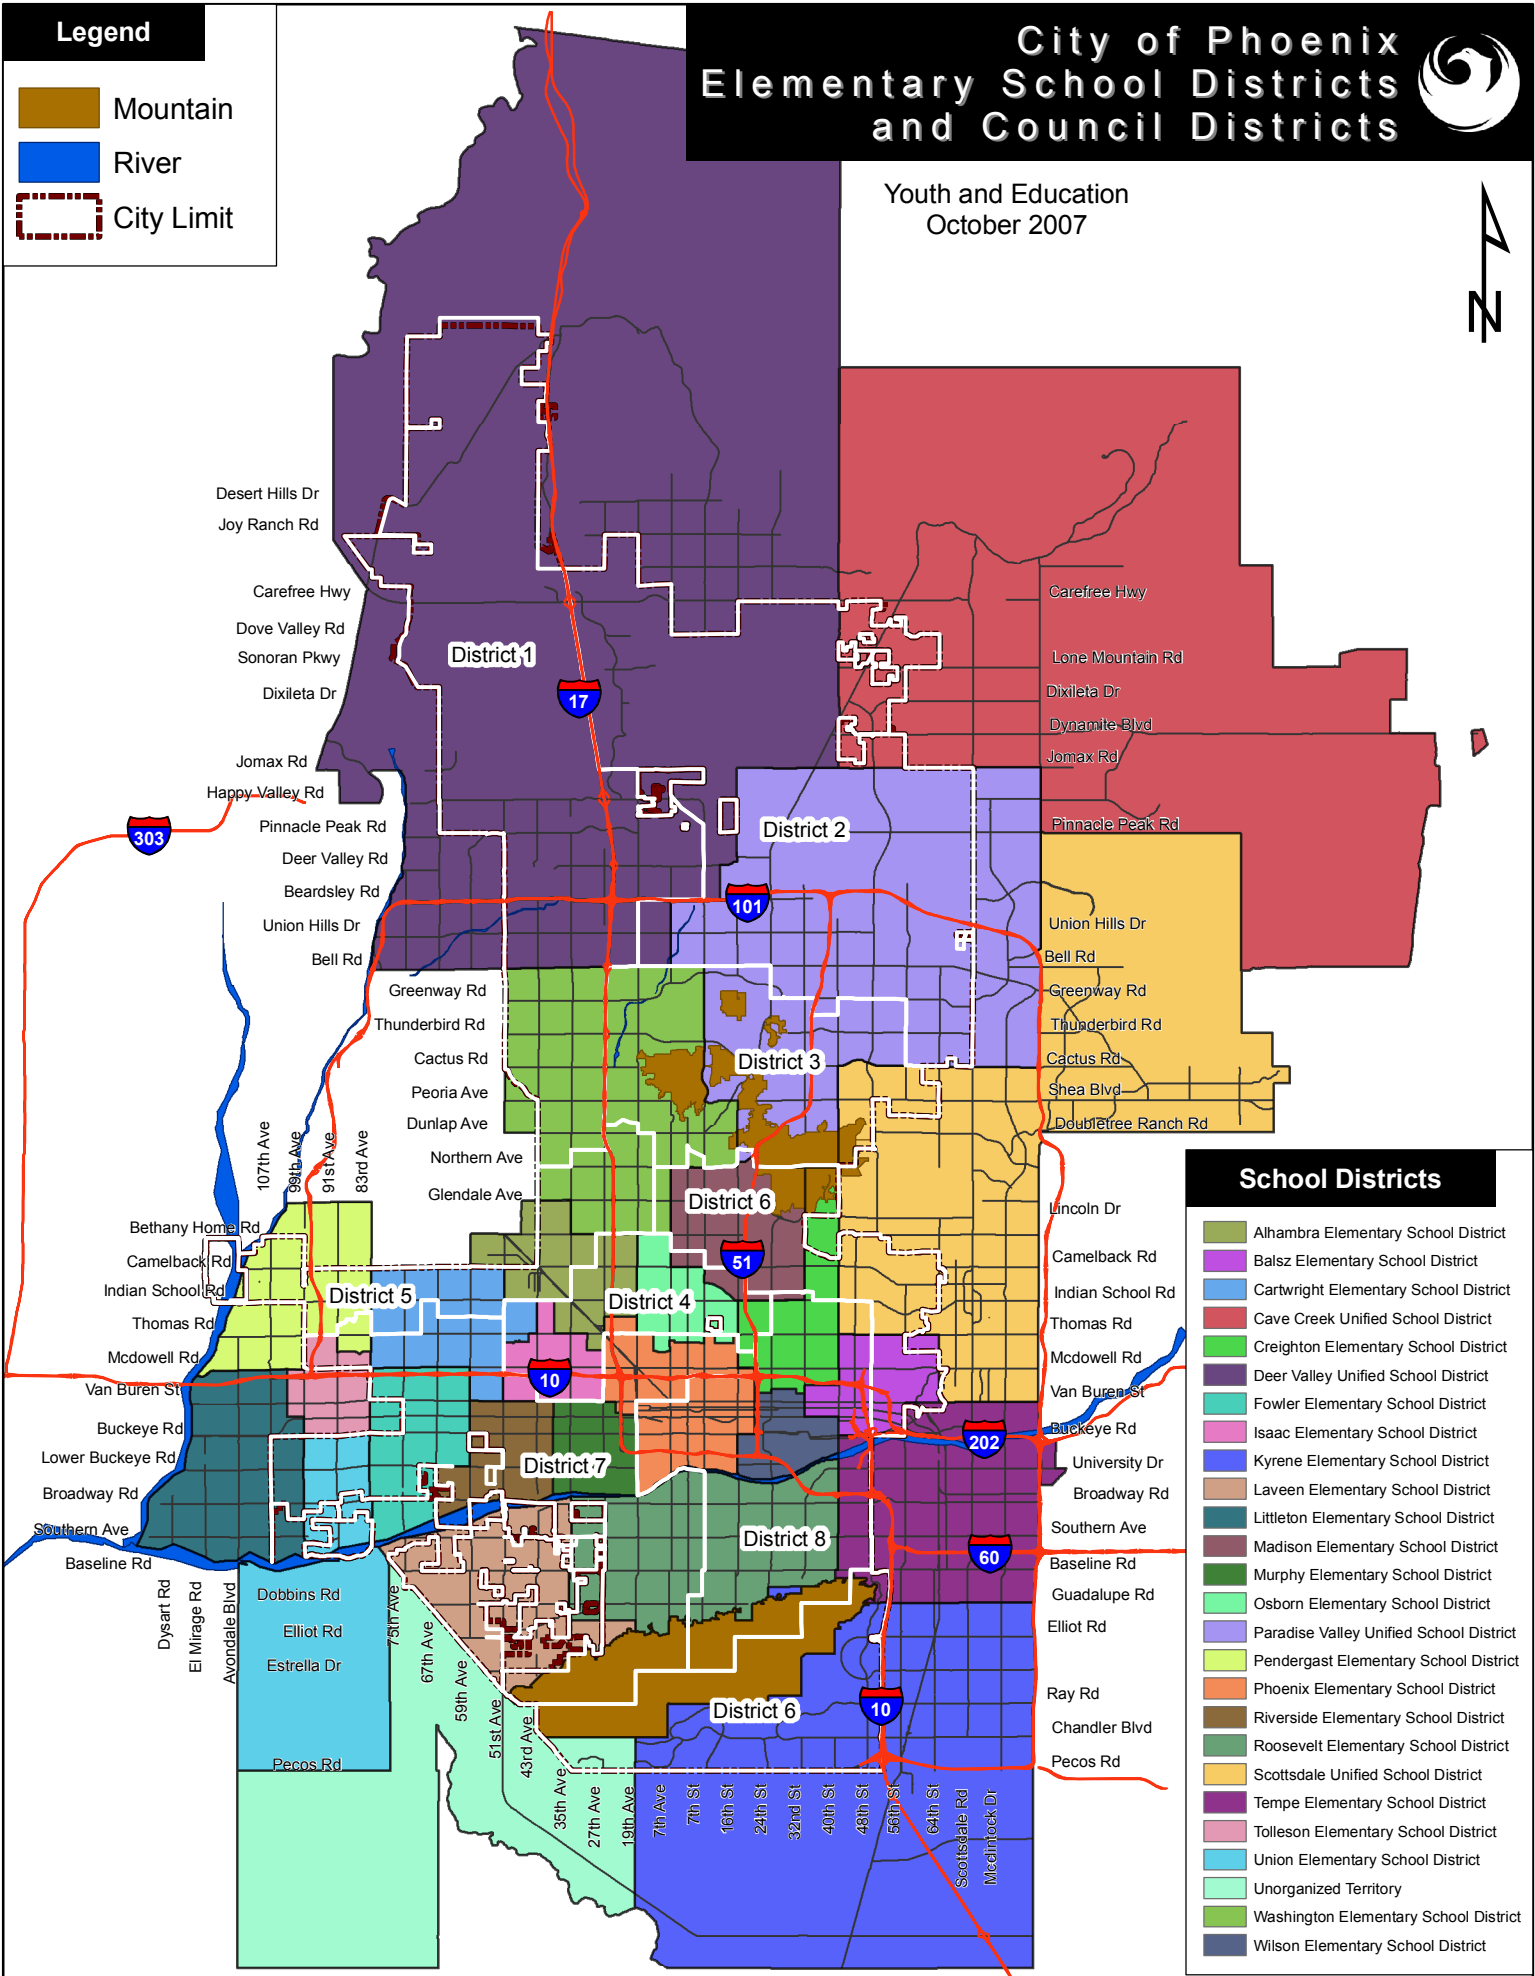 Legend
Mountain
River
City Limit
City of Phoenix
Elementary School Districts
and Council Districts
Youth and Education
October 2007
N
Desert Hills Dr
Joy Ranch Rd
Carefree Hwy
Dove Valley Rd
Sonoran Pkwy
Dixileta Dr
Jomax Rd
Happy Valley Rd
Pinnacle Peak Rd
Deer Valley Rd
Beardsley Rd
Union Hills Dr
Bell Rd
Greenway Rd
Thunderbird Rd
Cactus Rd
Peoria Ave
Dunlap Ave
Northern Ave
Glendale Ave
107th Ave
99th Ave
91st Ave
83rd Ave
Bethany Home Rd
Camelback Rd
Indian School Rd
Thomas Rd
Mcdowell Rd
Van Buren St
Buckeye Rd
Lower Buckeye Rd
Broadway Rd
Southern Ave
Baseline Rd
Dobbins Rd
Elliot Rd
Estrella Dr
Pecos Rd
Dysart Rd
El Mirage Rd
Avondale Blvd
75th Ave
67th Ave
59th Ave
51st Ave
43rd Ave
35th Ave
27th Ave
19th Ave
7th Ave
7th St
16th St
24th St
32nd St
40th St
48th St
56th St
64th St
Scottsdale Rd
Mcclintock Dr
District 1
District 2
District 3
District 6
District 5
District 4
District 7
District 8
District 6
17
303
101
51
10
202
60
10
Carefree Hwy
Lone Mountain Rd
Dixileta Dr
Dynamite Blvd
Jomax Rd
Pinnacle Peak Rd
Union Hills Dr
Bell Rd
Greenway Rd
Thunderbird Rd
Cactus Rd
Shea Blvd
Doubletree Ranch Rd
Lincoln Dr
Camelback Rd
Indian School Rd
Thomas Rd
Mcdowell Rd
Van Buren St
Buckeye Rd
University Dr
Broadway Rd
Southern Ave
Baseline Rd
Guadalupe Rd
Elliot Rd
Ray Rd
Chandler Blvd
Pecos Rd
School Districts
Alhambra Elementary School District
Balsz Elementary School District
Cartwright Elementary School District
Cave Creek Unified School District
Creighton Elementary School District
Deer Valley Unified School District
Fowler Elementary School District
Isaac Elementary School District
Kyrene Elementary School District
Laveen Elementary School District
Littleton Elementary School District
Madison Elementary School District
Murphy Elementary School District
Osborn Elementary School District
Paradise Valley Unified School District
Pendergast Elementary School District
Phoenix Elementary School District
Riverside Elementary School District
Roosevelt Elementary School District
Scottsdale Unified School District
Tempe Elementary School District
Tolleson Elementary School District
Union Elementary School District
Unorganized Territory
Washington Elementary School District
Wilson Elementary School District